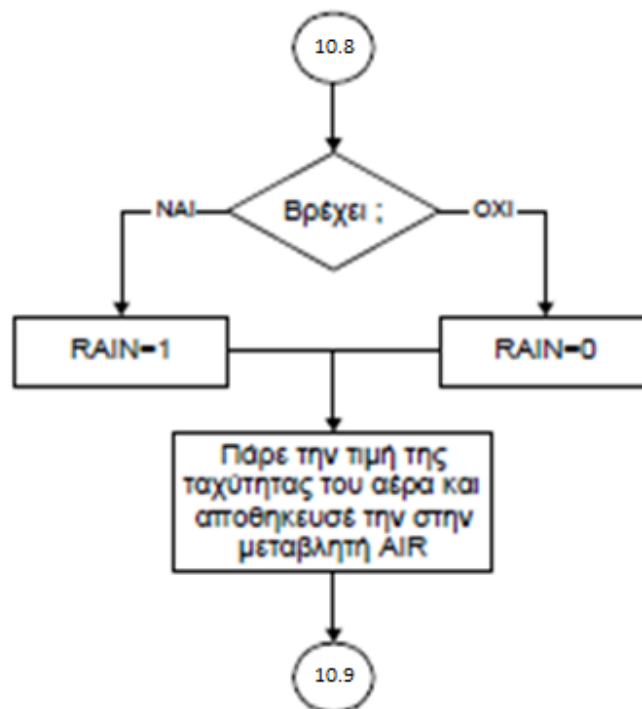 10.8
Βρέχει ;
ΝΑΙ
ΟΧΙ
RAIN=1
RAIN=0
Πάρε την τιμή της
ταχύτητας του αέρα και
αποθηκευσέ την στην
μεταβλητή AIR
10.9